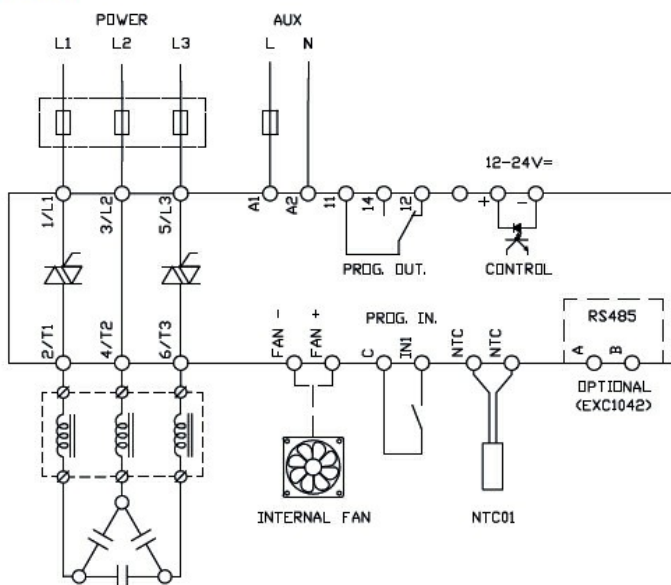 POWER AUX
L1 L2 L3 L N
12-24V=
1/L1 3/L2 5/L3 A1 A2 11 14 12 + -
PROG. OUT. CONTROL
2/T1 4/T2 6/T3 FAN - FAN + PROG. IN. C IN1 NTC NTC RS485 A B
OPTIONAL
(EXC1042)
INTERNAL FAN NTC01